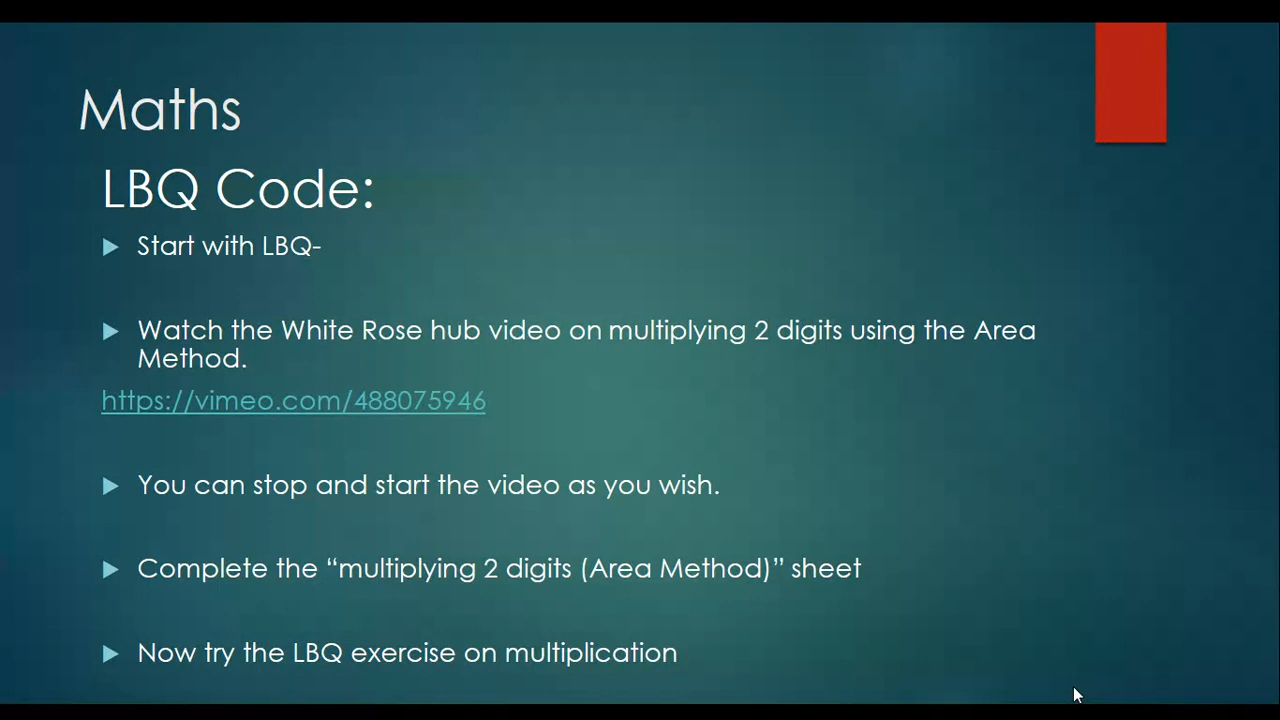 Maths
LBQ Code:
Start with LBQ-
Watch the White Rose hub video on multiplying 2 digits using the Area
Method.
https://vimeo.com/488075946
You can stop and start the video as you wish.
Complete the “multiplying 2 digits (Area Method)” sheet
Now try the LBQ exercise on multiplication